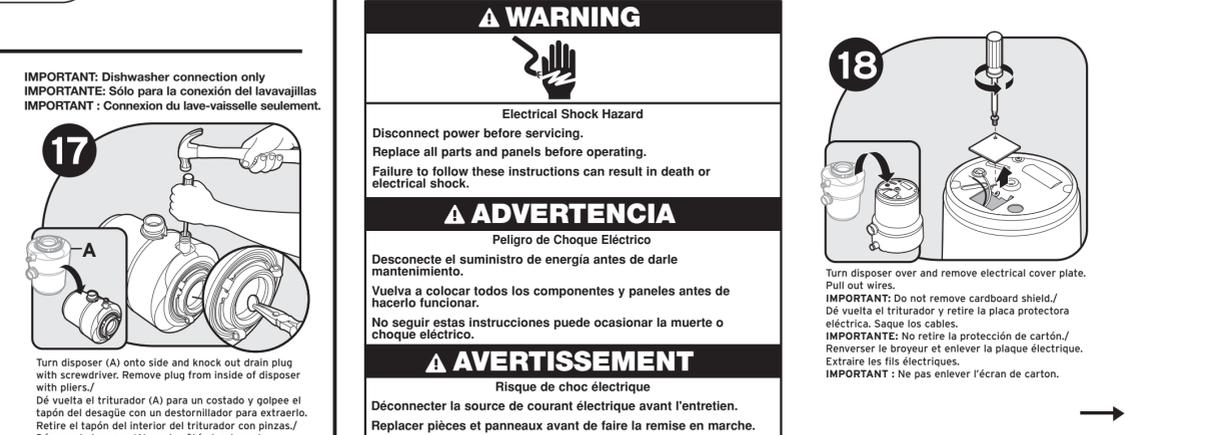 IMPORTANT: Dishwasher connection only
IMPORTANTE: Sólo para la conexión del lavavajillas
IMPORTANT : Connexion du lave-vaisselle seulement.
17
A
Turn disposer (A) onto side and knock out drain plug
with screwdriver. Remove plug from inside of disposer
with pliers./
Dé vuelta el triturador (A) para un costado y golpee el
tapón del desagüe con un destornillador para extraerlo.
Retire el tapón del interior del triturador con pinzas./
WARNING
Electrical Shock Hazard
Disconnect power before servicing.
Replace all parts and panels before operating.
Failure to follow these instructions can result in death or
electrical shock.
ADVERTENCIA
Peligro de Choque Eléctrico
Desconecte el suministro de energía antes de darle
mantenimiento.
Vuelva a colocar todos los componentes y paneles antes de
hacerlo funcionar.
No seguir estas instrucciones puede ocasionar la muerte o
choque eléctrico.
AVERTISSEMENT
Risque de choc électrique
Déconnecter la source de courant électrique avant l'entretien.
Replacer pièces et panneaux avant de faire la remise en marche.
18
Turn disposer over and remove electrical cover plate.
Pull out wires.
IMPORTANT: Do not remove cardboard shield./
Dé vuelta el triturador y retire la placa protectora
eléctrica. Saque los cables.
IMPORTANTE: No retire la protección de cartón./
Renverser le broyeur et enlever la plaque électrique.
Extraire les fils électriques.
IMPORTANT : Ne pas enlever l'écran de carton.